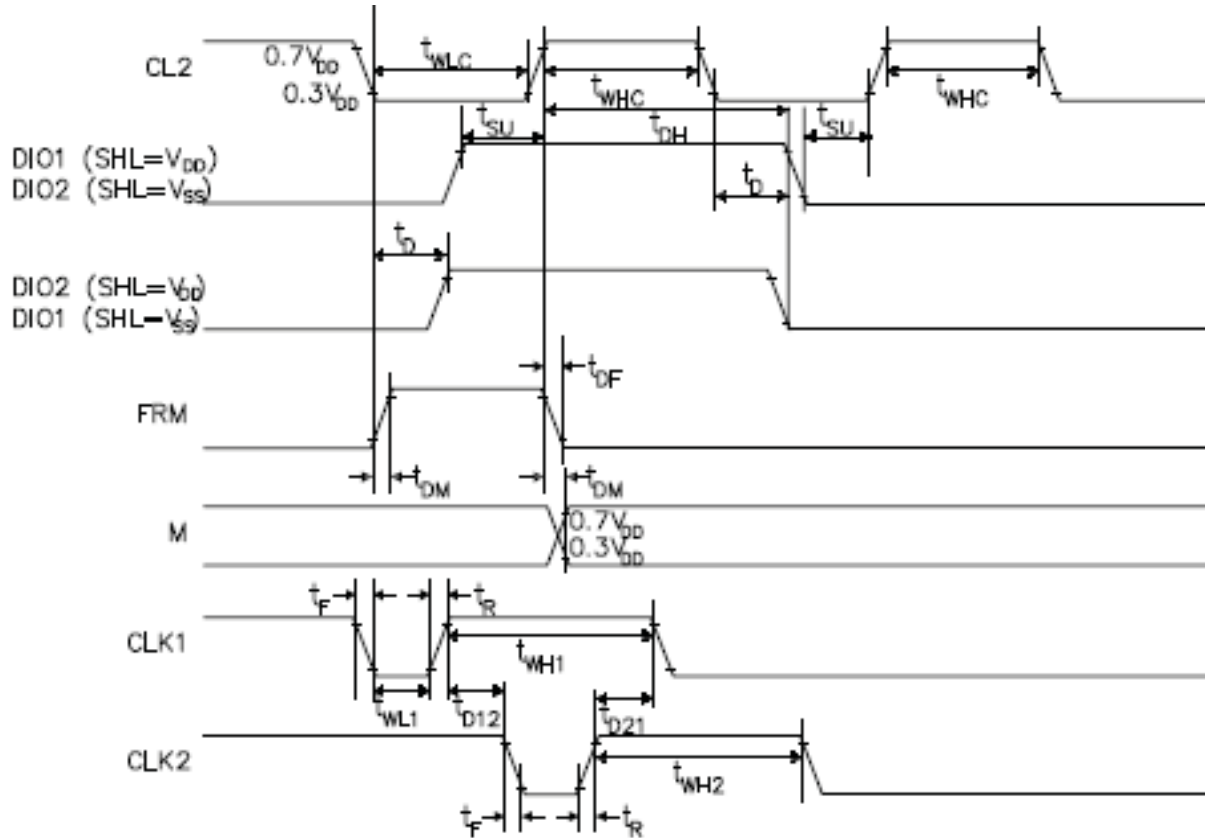 tWLC
0.7VDD
CL2
0.3VDD
tWHC
tWHC
tSU
tSU
tDH
DIO1 (SHL=VDD)
DIO2 (SHL=VSS)
tD
tD
DIO2 (SHL=VDD)
DIO1 (SHL=VSS)
tDF
FRM
tDM
tDM
M
0.7VDD
0.3VDD
tF
tR
CLK1
tWH1
tWL1
tD12
tD21
CLK2
tWH2
tF
tR